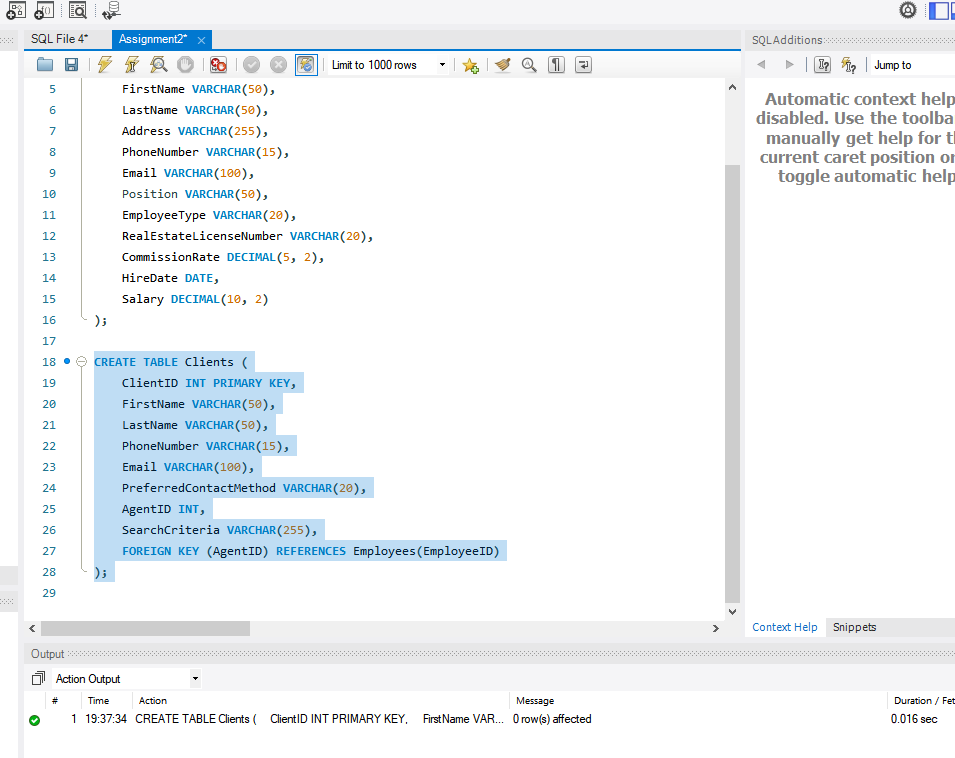 SQL File 4*
Assignment2*
SQLAdditions
Limit to 1000 rows
Jump to
5 FirstName VARCHAR(50),
6 LastName VARCHAR(50),
7 Address VARCHAR(255),
8 PhoneNumber VARCHAR(15),
9 Email VARCHAR(100),
10 Position VARCHAR(50),
11 EmployeeType VARCHAR(20),
12 RealEstateLicenseNumber VARCHAR(20),
13 CommissionRate DECIMAL(5, 2),
14 HireDate DATE,
15 Salary DECIMAL(10, 2)
16 );
17
18 CREATE TABLE Clients (
19 ClientID INT PRIMARY KEY,
20 FirstName VARCHAR(50),
21 LastName VARCHAR(50),
22 PhoneNumber VARCHAR(15),
23 Email VARCHAR(100),
24 PreferredContactMethod VARCHAR(20),
25 AgentID INT,
26 SearchCriteria VARCHAR(255),
27 FOREIGN KEY (AgentID) REFERENCES Employees(EmployeeID)
28 );
29
Automatic context help
disabled. Use the toolba
manually get help for t
current caret position o
toggle automatic help
Context Help
Snippets
Output
Action Output
# Time Action Message Duration / Fet
1 19:37:34 CREATE TABLE Clients ( ClientID INT PRIMARY KEY, FirstName VAR... 0 row(s) affected 0.016 sec